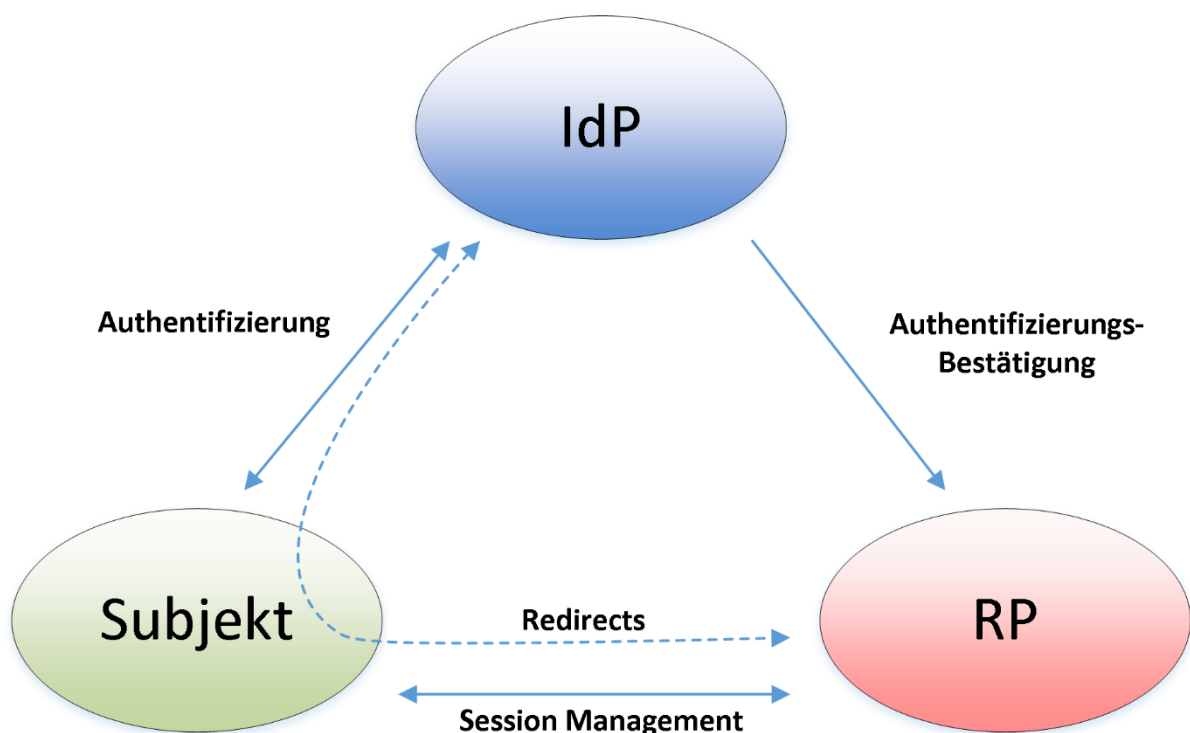 IdP
Authentifizierung
Authentifizierungs-
Bestätigung
Subjekt
Redirects
RP
Session Management